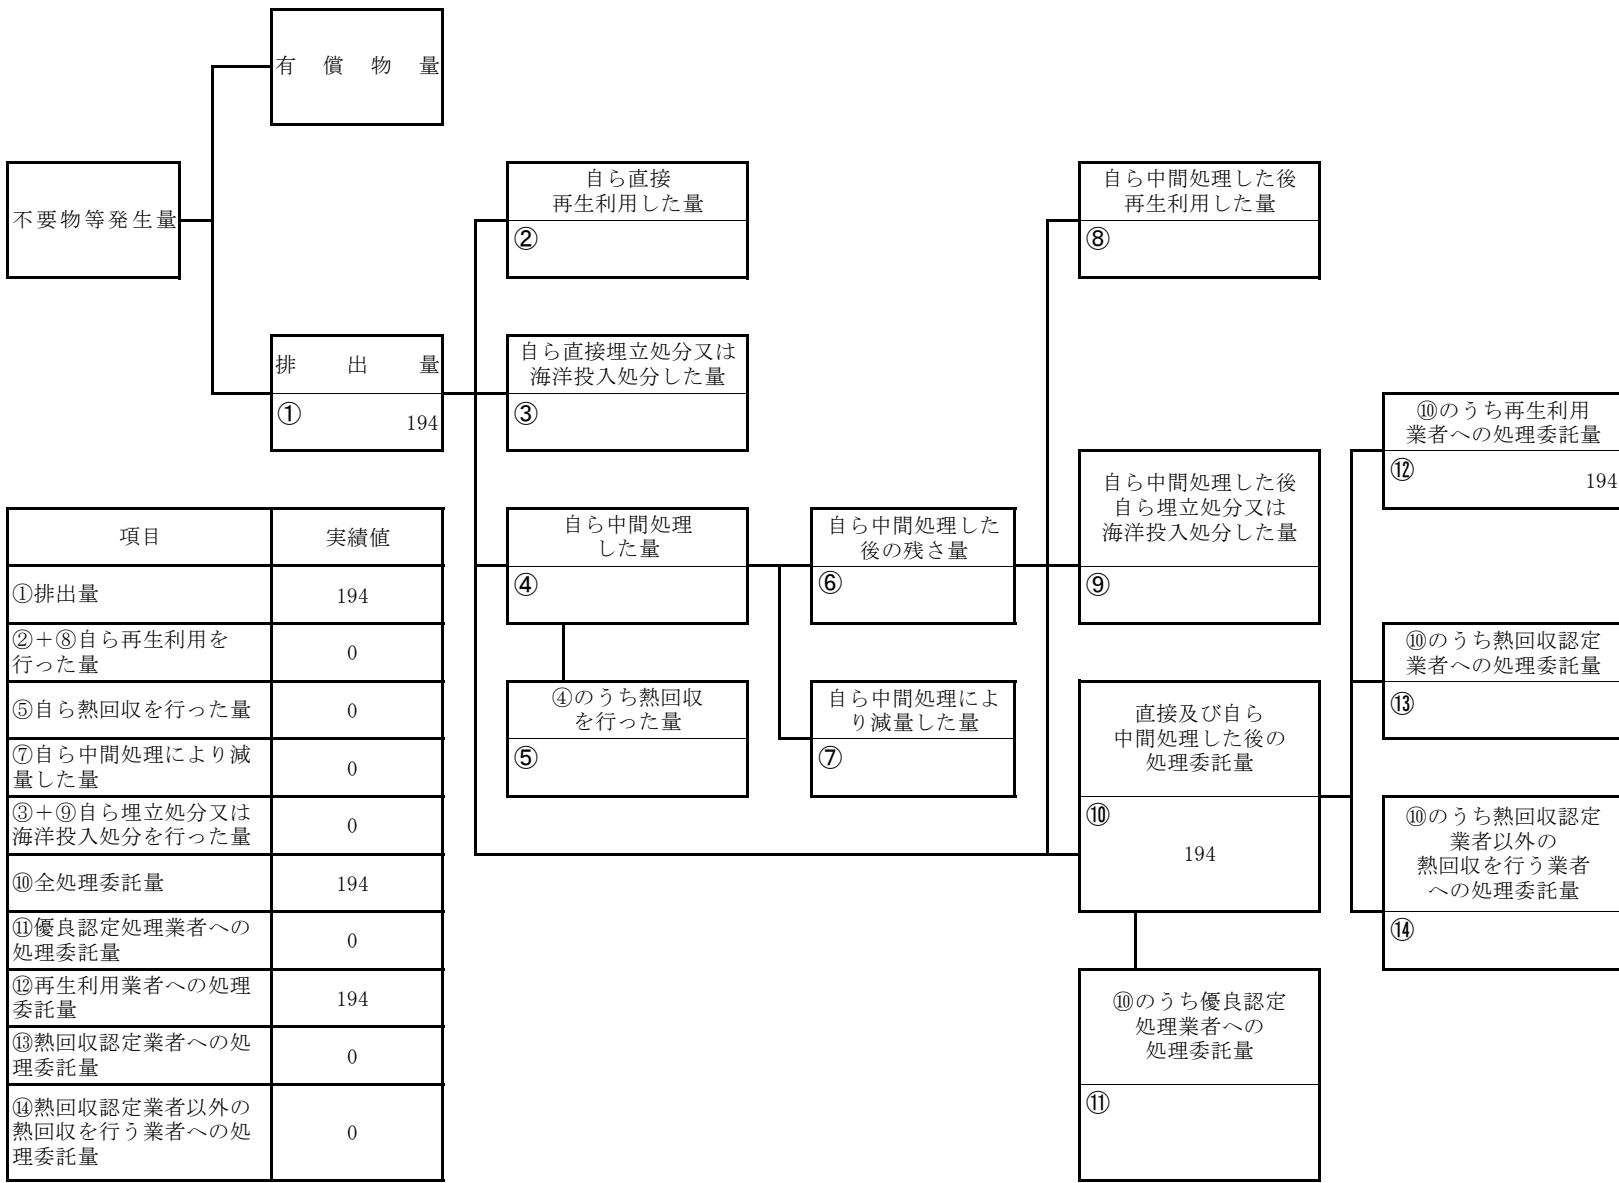 有償物量
不要物等発生量
排出量
①
194
自ら直接
再生利用した量
②
自ら直接埋立処分又は
海洋投入処分した量
③
自ら中間処理
した量
④
④のうち熱回収
を行った量
⑤
自ら中間処理した
後の残さ量
⑥
自ら中間処理によ
り減量した量
⑦
自ら中間処理した後
再生利用した量
⑧
自ら中間処理した後
自ら埋立処分又は
海洋投入処分した量
⑨
直接及び自ら
中間処理した後の
処理委託量
⑩
194
⑩のうち優良認定
処理業者への
処理委託量
⑪
⑩のうち再生利用
業者への処理委託量
⑫
194
⑩のうち熱回収認定
業者への処理委託量
⑬
⑩のうち熱回収認定
業者以外の
熱回収を行う業者
への処理委託量
⑭
項目 実績値
①排出量 194
②+⑧自ら再生利用を
行った量 0
⑤自ら熱回収を行った量 0
⑦自ら中間処理により減
量した量 0
③+⑨自ら埋立処分又は
海洋投入処分を行った量 0
⑩全処理委託量 194
⑪優良認定処理業者への
処理委託量 0
⑫再生利用業者への処理
委託量 194
⑬熱回収認定業者への処
理委託量 0
⑭熱回収認定業者以外の
熱回収を行う業者への処
理委託量 0